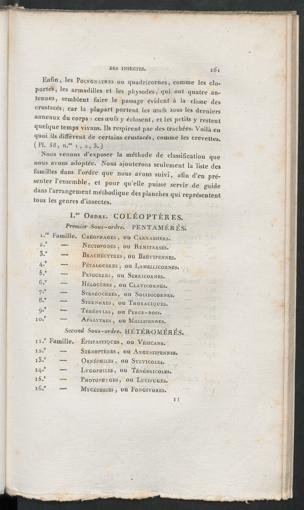 DES INSECTES. 161
Enfin, les Polygnathes ou quadricornes, comme les clo-
portes, les armadilles et les physodes, qui ont quatre an-
tennes, semblent faire le passage évident à la classe des
crustacés; car la plupart portent les œufs sous les derniers
anneaux du corps : ces œufs y éclosent, et les petits y restent
quelque temps vivans. Ils respirent par des trachées. Voilà en
quoi ils diffèrent de certains crustacés, comme les crevettes.
( Pl. 58, n.os 1, 2, 3.)
Nous venons d'exposer la méthode de classification que
nous avons adoptée. Nous ajouterons seulement la liste des
familles dans l'ordre que nous avons suivi, afin d'en pré-
senter l'ensemble, et pour qu'elle puisse servir de guide
dans l'arrangement méthodique des planches qui représentent
tous les genres d'insectes.
I.er Ordre. COLÉOPTÈRES.
Premier Sous-ordre. PENTAMÉRÉS.
1.re Famille. Créophages, ou Carnassiers.
2.e — Nectopodes, ou Rémitarses.
3.e — Brachélytres, ou Brévipennes.
4.e — Pétalocères, ou Lamellicornes.
5.e — Priocères, ou Serricornes.
6.e — Hélocères, ou Clavicornes.
7.e — Stéréocères, ou Solidicornes.
8.e — Sternoxes, ou Thoraciques.
9.e — Térédyles, ou Perce-bois.
10.e — Apalytres, ou Mollipennes.
Second Sous-ordre. HÉTÉROMÉRÉS.
11.e Famille. Épispastiques, ou Vésicans.
12.e — Sténoptères, ou Angustipennes.
13.e — Ornéphiles, ou Sylvicoles.
14.e — Lygophiles, ou Ténébricoles.
15.e — Photophyges, ou Lucifuges.
16.e — Mycétobies, ou Fongivores.
11